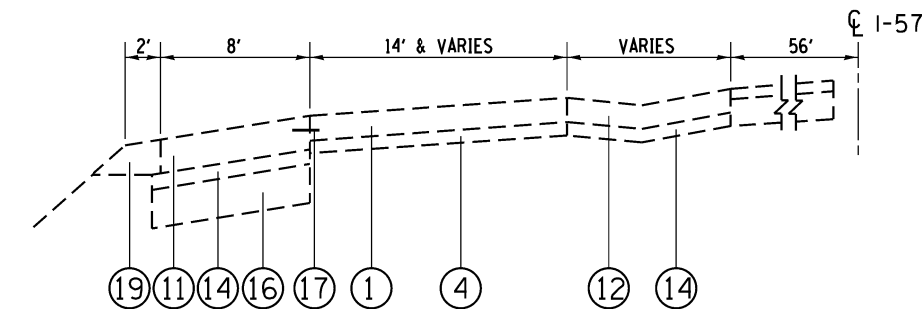 ℄ I-57
2' 8' 14' & VARIES VARIES 56'
19 11 14 16 17 1 4 12 14